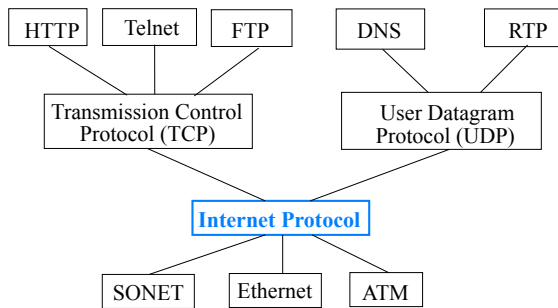 HTTP
Telnet
FTP
DNS
RTP
Transmission Control
Protocol (TCP)
User Datagram
Protocol (UDP)
Internet Protocol
SONET
Ethernet
ATM